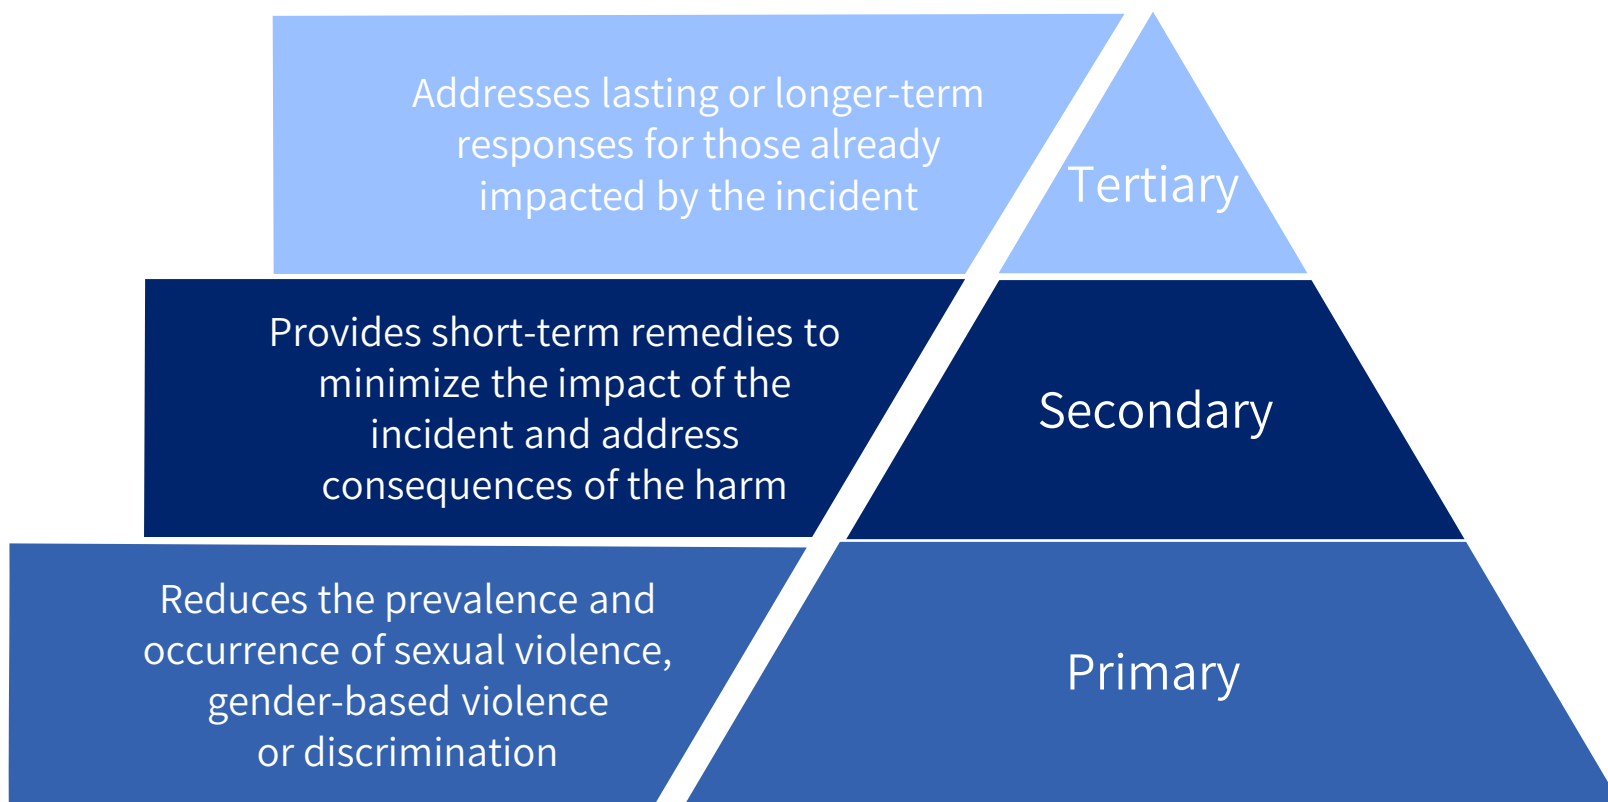 Addresses lasting or longer-term
responses for those already
impacted by the incident
Tertiary
Provides short-term remedies to
minimize the impact of the
incident and address
consequences of the harm
Secondary
Reduces the prevalence and
occurrence of sexual violence,
gender-based violence
or discrimination
Primary